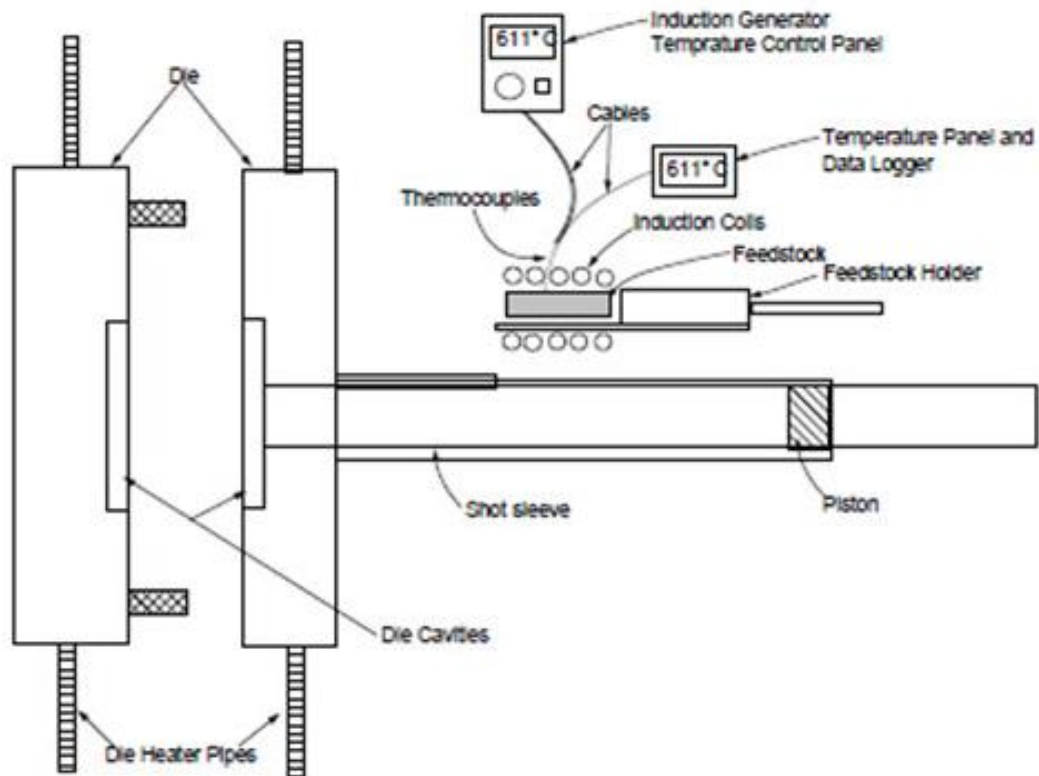 Induction Generator
Temprature Control Panel
611° C
Die
Cables
Temperature Panel and
Data Logger
611° C
Thermocouples
Induction Coils
Feedstock
Feedstock Holder
Shot sleeve
Piston
Die Cavities
Die Heater Pipes